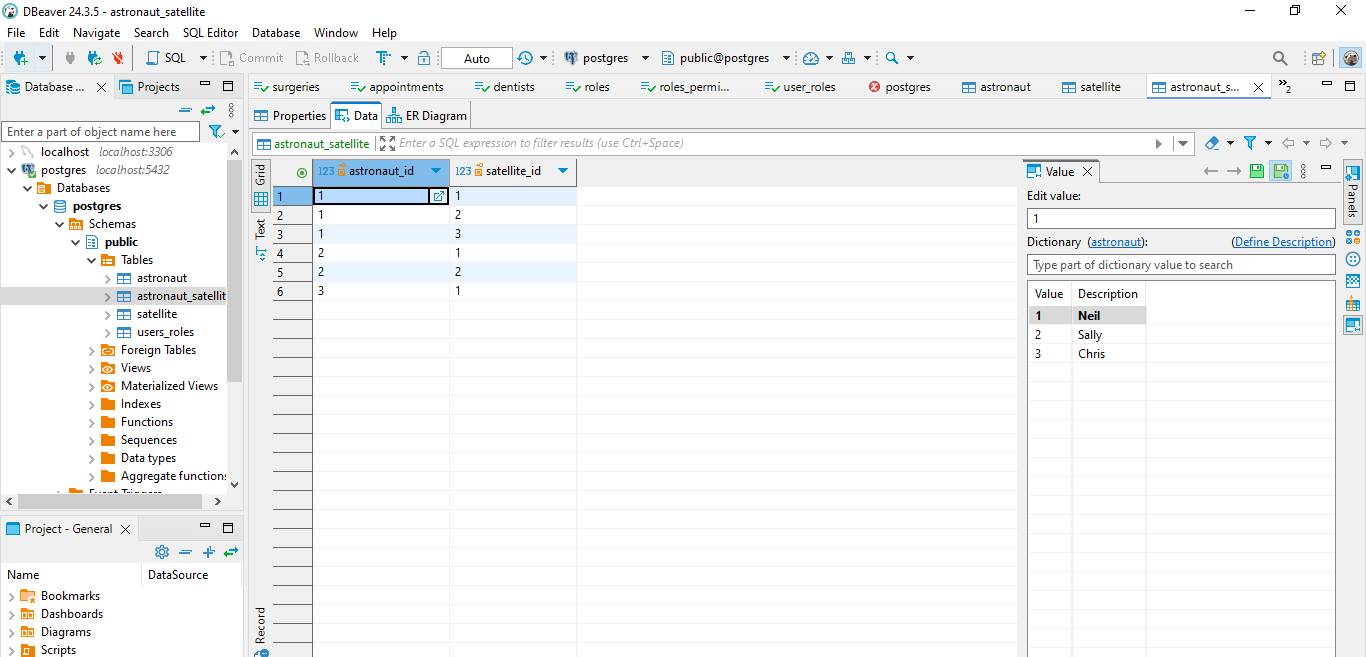 DBeaver 24.3.5 - astronaut_satellite
File Edit Navigate Search SQL Editor Database Window Help
SQL Commit Rollback Auto postgres public@postgres
Database ... Projects surgeries appointments dentists roles roles_permi... user_roles postgres astronaut satellite astronaut_s... »2
Properties Data ER Diagram
Enter a part of object name here
astronaut_satellite Enter a SQL expression to filter results (use Ctrl+Space)
localhost localhost:3306
postgres localhost:5432
Databases
postgres
Schemas
public
Tables
astronaut
astronaut_satellit
satellite
users_roles
Foreign Tables
Views
Materialized Views
Indexes
Functions
Sequences
Data types
Aggregate functions
Event Triggers
Project - General
Name DataSource
Bookmarks
Dashboards
Diagrams
Scripts
Grid
Text
Record
123 astronaut_id 123 satellite_id
1 1 1
2 1 2
3 1 3
4 2 1
5 2 2
6 3 1
Value
Edit value:
1
Dictionary (astronaut): (Define Description)
Type part of dictionary value to search
Value Description
1 Neil
2 Sally
3 Chris
Panels